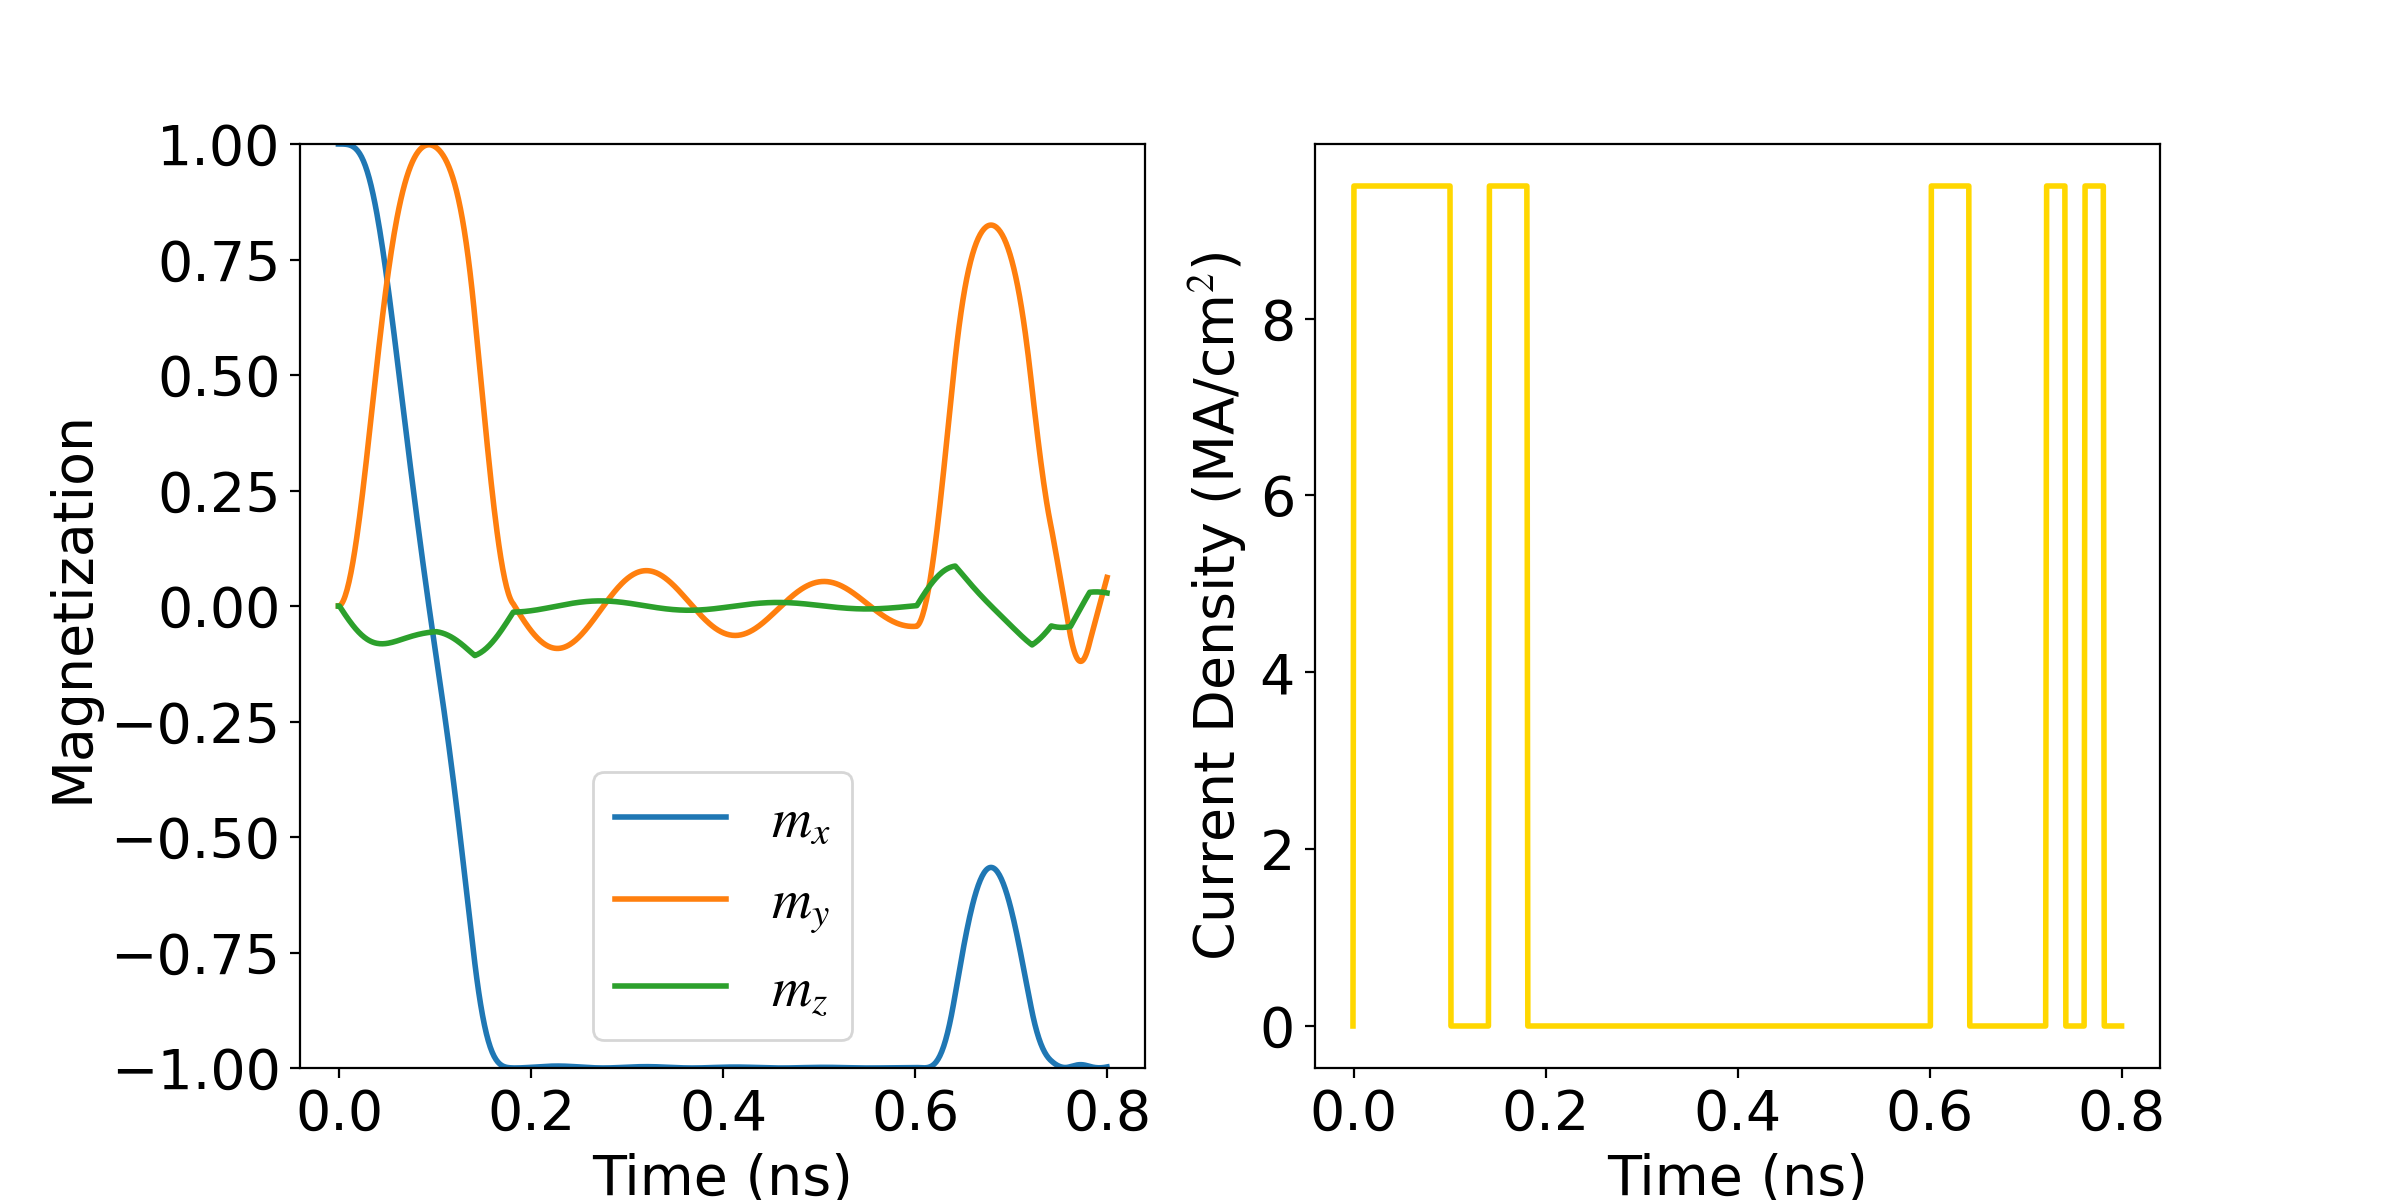 Magnetization
1.00
0.75
0.50
0.25
0.00
−0.25
−0.50
−0.75
−1.00
0.0 0.2 0.4 0.6 0.8
Time (ns)
m_x
m_y
m_z
Current Density (MA/cm²)
8
6
4
2
0
0.0 0.2 0.4 0.6 0.8
Time (ns)